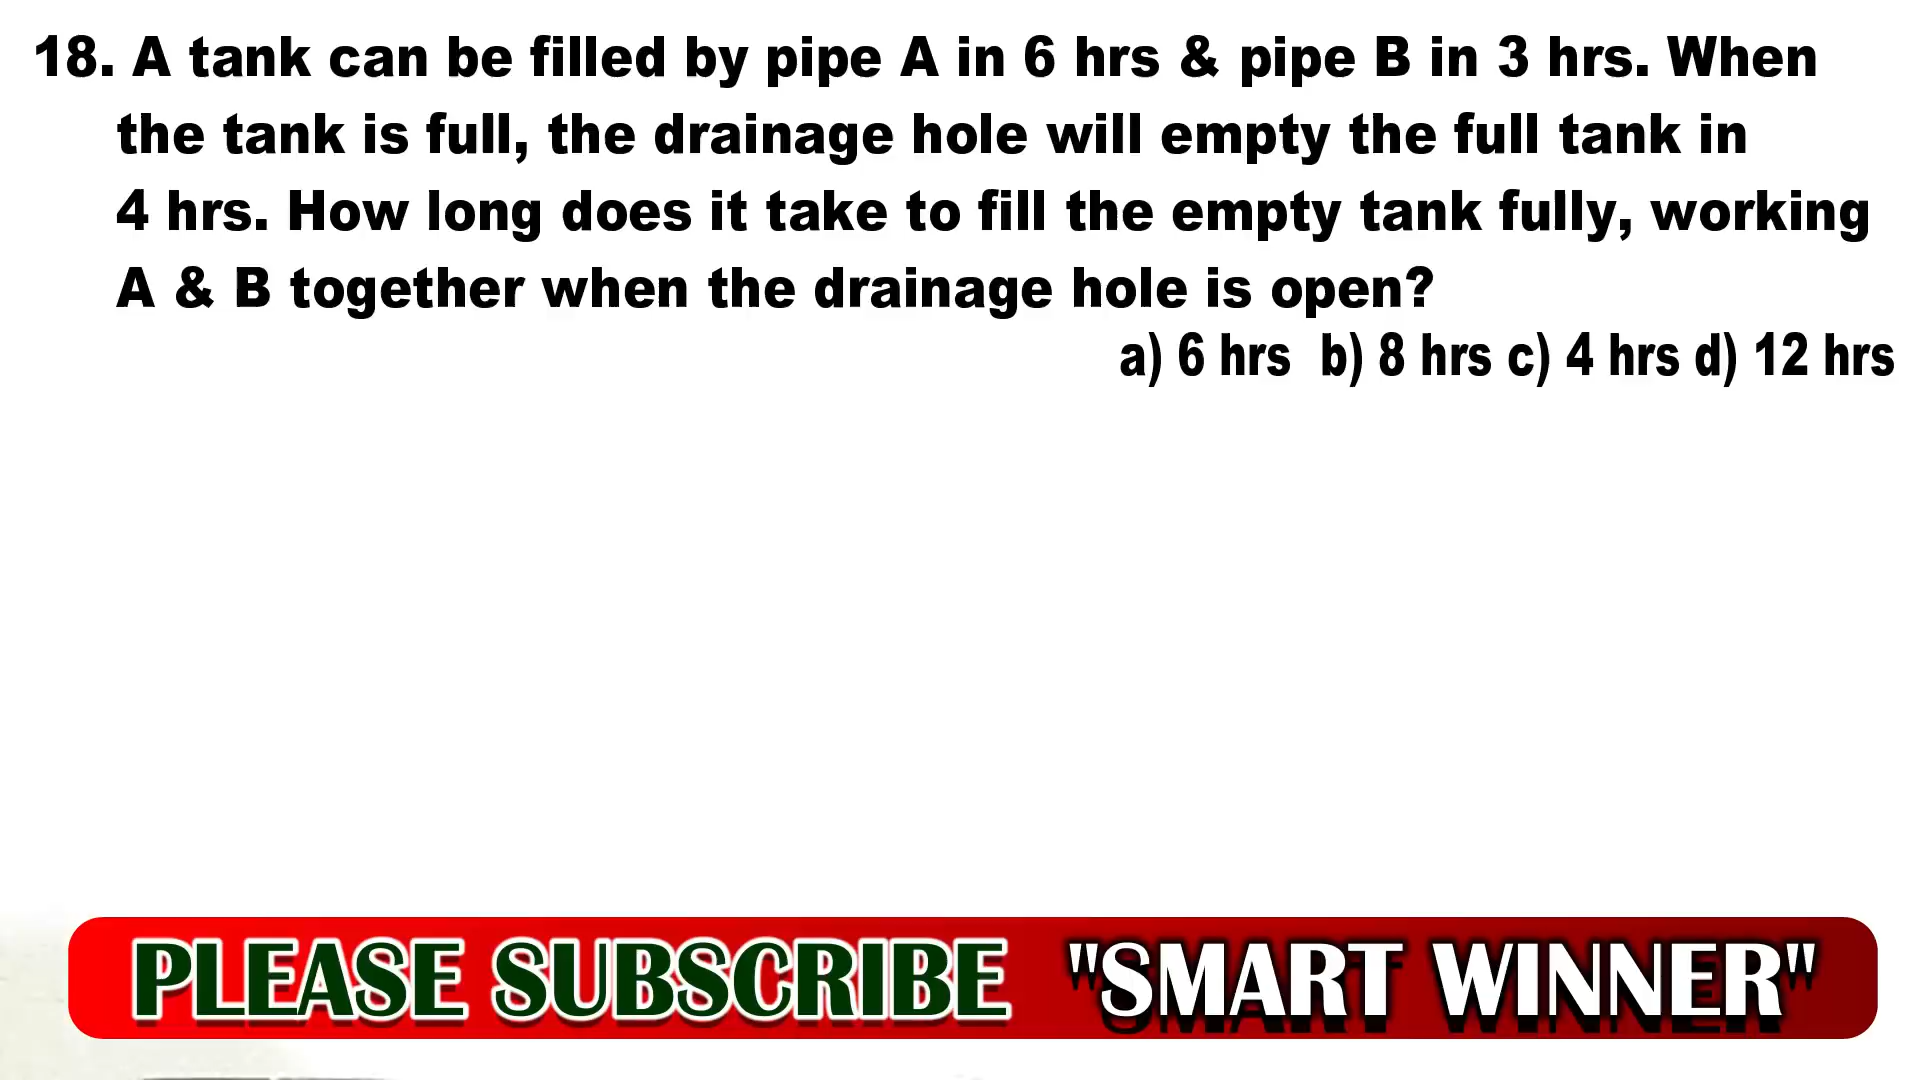 18. A tank can be filled by pipe A in 6 hrs & pipe B in 3 hrs. When
the tank is full, the drainage hole will empty the full tank in
4 hrs. How long does it take to fill the empty tank fully, working
A & B together when the drainage hole is open?
a) 6 hrs b) 8 hrs c) 4 hrs d) 12 hrs
PLEASE SUBSCRIBE "SMART WINNER"